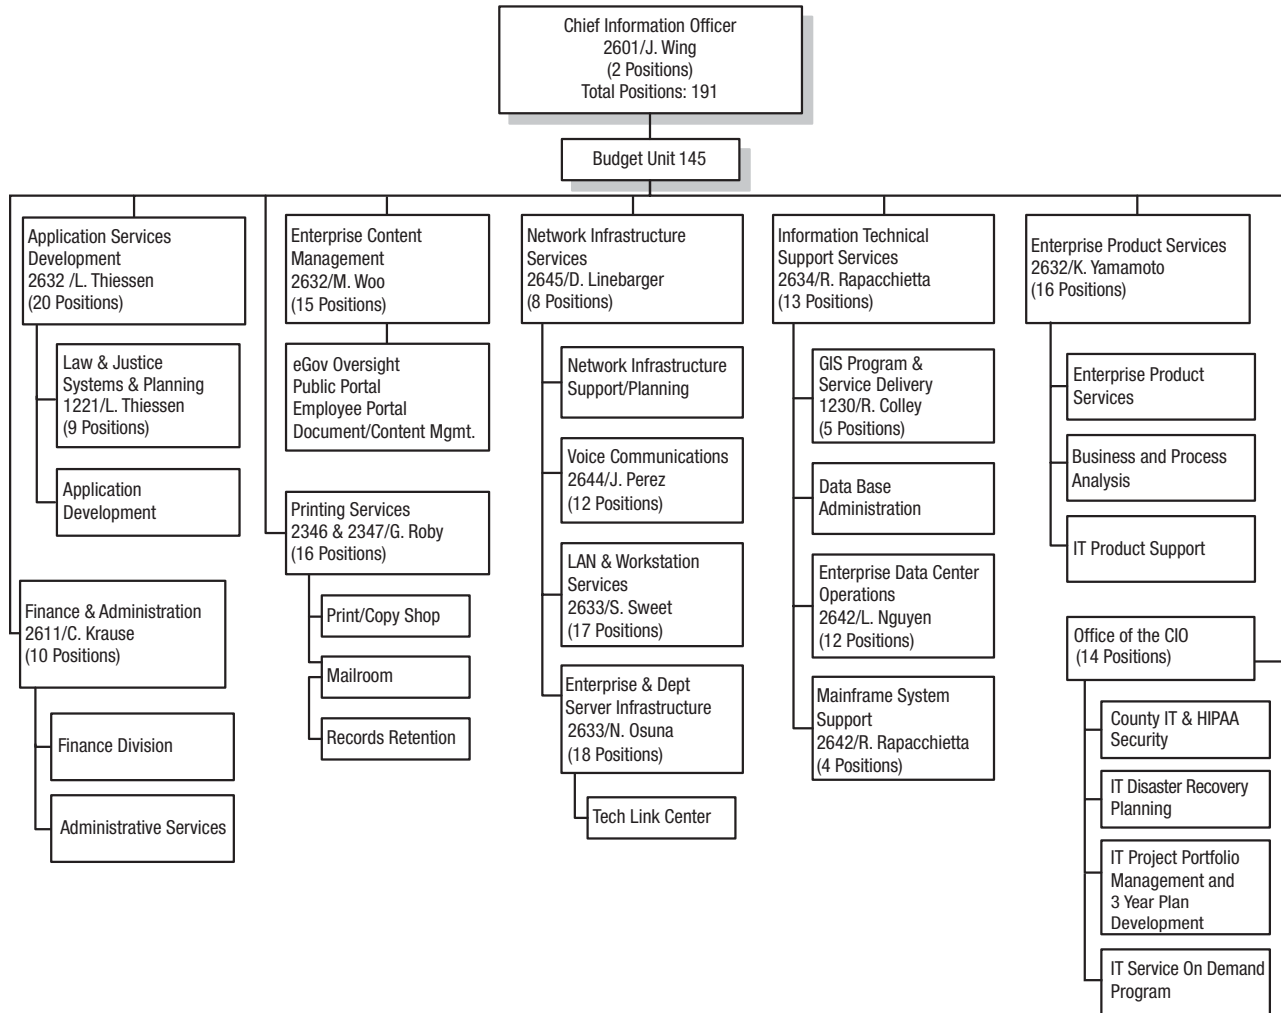 Chief Information Officer
2601/J. Wing
(2 Positions)
Total Positions: 191
Budget Unit 145
Application Services
Development
2632 /L. Thiessen
(20 Positions)
Law & Justice
Systems & Planning
1221/L. Thiessen
(9 Positions)
Application
Development
Finance & Administration
2611/C. Krause
(10 Positions)
Finance Division
Administrative Services
Enterprise Content
Management
2632/M. Woo
(15 Positions)
eGov Oversight
Public Portal
Employee Portal
Document/Content Mgmt.
Printing Services
2346 & 2347/G. Roby
(16 Positions)
Print/Copy Shop
Mailroom
Records Retention
Network Infrastructure
Services
2645/D. Linebarger
(8 Positions)
Network Infrastructure
Support/Planning
Voice Communications
2644/J. Perez
(12 Positions)
LAN & Workstation
Services
2633/S. Sweet
(17 Positions)
Enterprise & Dept
Server Infrastructure
2633/N. Osuna
(18 Positions)
Tech Link Center
Information Technical
Support Services
2634/R. Rapacchietta
(13 Positions)
GIS Program &
Service Delivery
1230/R. Colley
(5 Positions)
Data Base
Administration
Enterprise Data Center
Operations
2642/L. Nguyen
(12 Positions)
Mainframe System
Support
2642/R. Rapacchietta
(4 Positions)
Enterprise Product Services
2632/K. Yamamoto
(16 Positions)
Enterprise Product
Services
Business and Process
Analysis
IT Product Support
Office of the CIO
(14 Positions)
County IT & HIPAA
Security
IT Disaster Recovery
Planning
IT Project Portfolio
Management and
3 Year Plan
Development
IT Service On Demand
Program